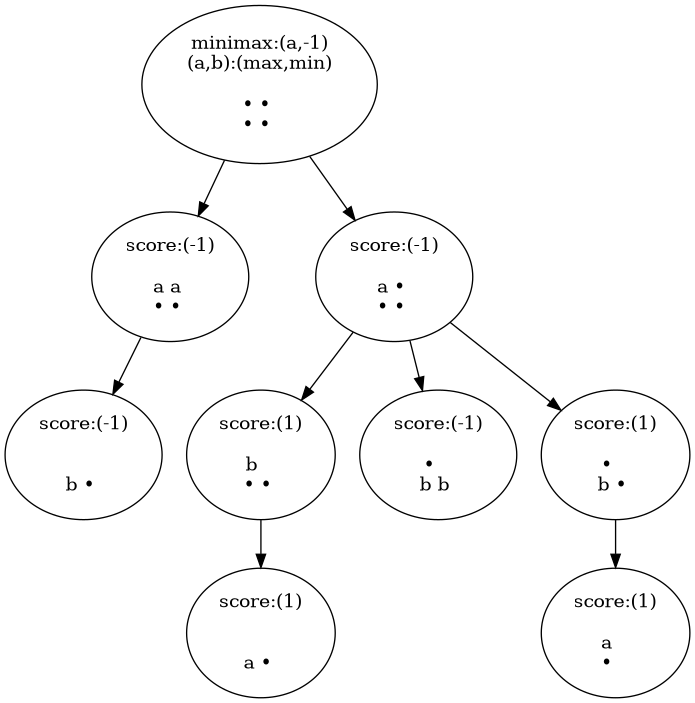 minimax:(a,-1)
(a,b):(max,min)
• •
• •
score:(-1)
a a
• •
score:(-1)
a •
• •
score:(-1)
b •
score:(1)
b
• •
score:(-1)
•
b b
score:(1)
•
b •
score:(1)
a •
score:(1)
a
•